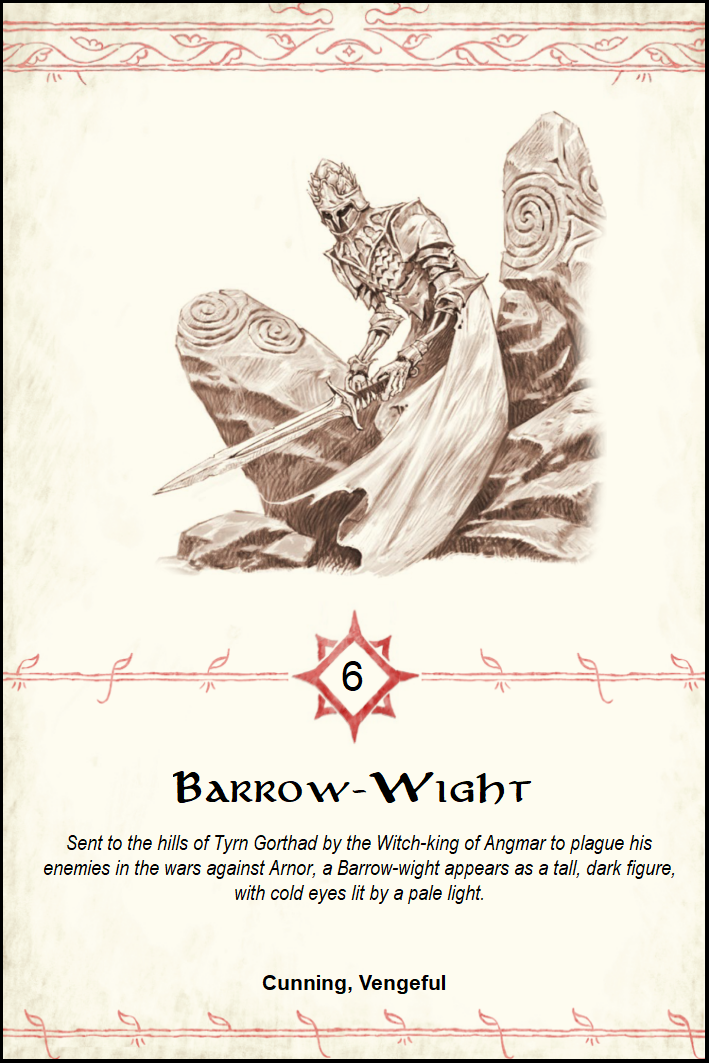 6
Barrow-Wight
Sent to the hills of Tyrn Gorthad by the Witch-king of Angmar to plague his
enemies in the wars against Arnor, a Barrow-wight appears as a tall, dark figure,
with cold eyes lit by a pale light.
Cunning, Vengeful